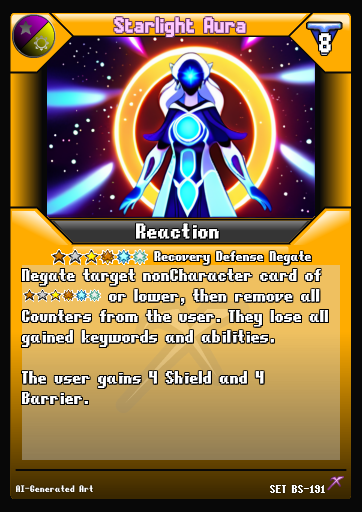 Starlight Aura
8
Reaction
Recovery Defense Negate
Negate target nonCharacter card of
or lower, then remove all
Counters from the user. They lose all
gained keywords and abilities.
The user gains 4 Shield and 4
Barrier.
AI-Generated Art
SET BS-191